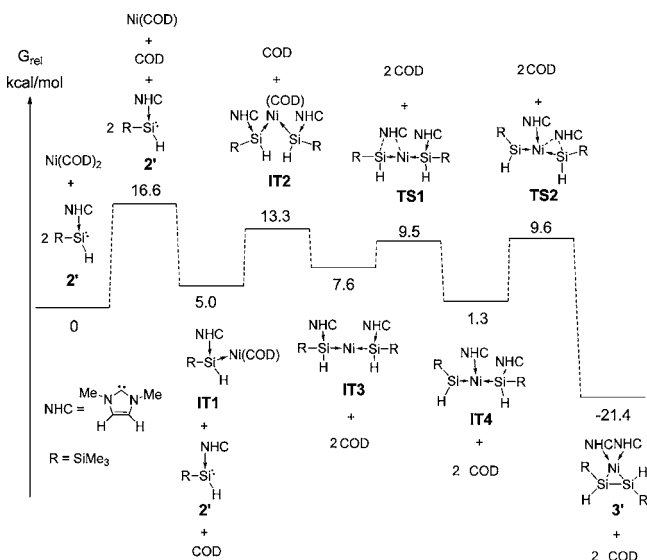 G_rel
kcal/mol
Ni(COD)₂
+
NHC
2 R-Si:
H
2'
0
Ni(COD)
+
COD
+
NHC
2 R-Si:
H
2'
16.6
5.0
NHC
R-Si Ni(COD)
H
IT1
+
NHC
R-Si:
H
2'
+
COD
COD
+
(COD)
NHC Ni NHC
R Si Si R
H H
IT2
13.3
7.6
NHC NHC
R-Si Ni Si-R
H H
IT3
+
2 COD
2 COD
+
NHC NHC
R-Si Ni Si-R
H H
TS1
9.5
1.3
NHC
R NHC
Si Ni Si-R
H H
IT4
+
2 COD
2 COD
+
R NHC NHC
Si Ni Si-R
H H
TS2
9.6
-21.4
NHC NHC
R Ni H
Si Si
H R
3'
+
2 COD
NHC =
Me N N Me
H H
R = SiMe₃